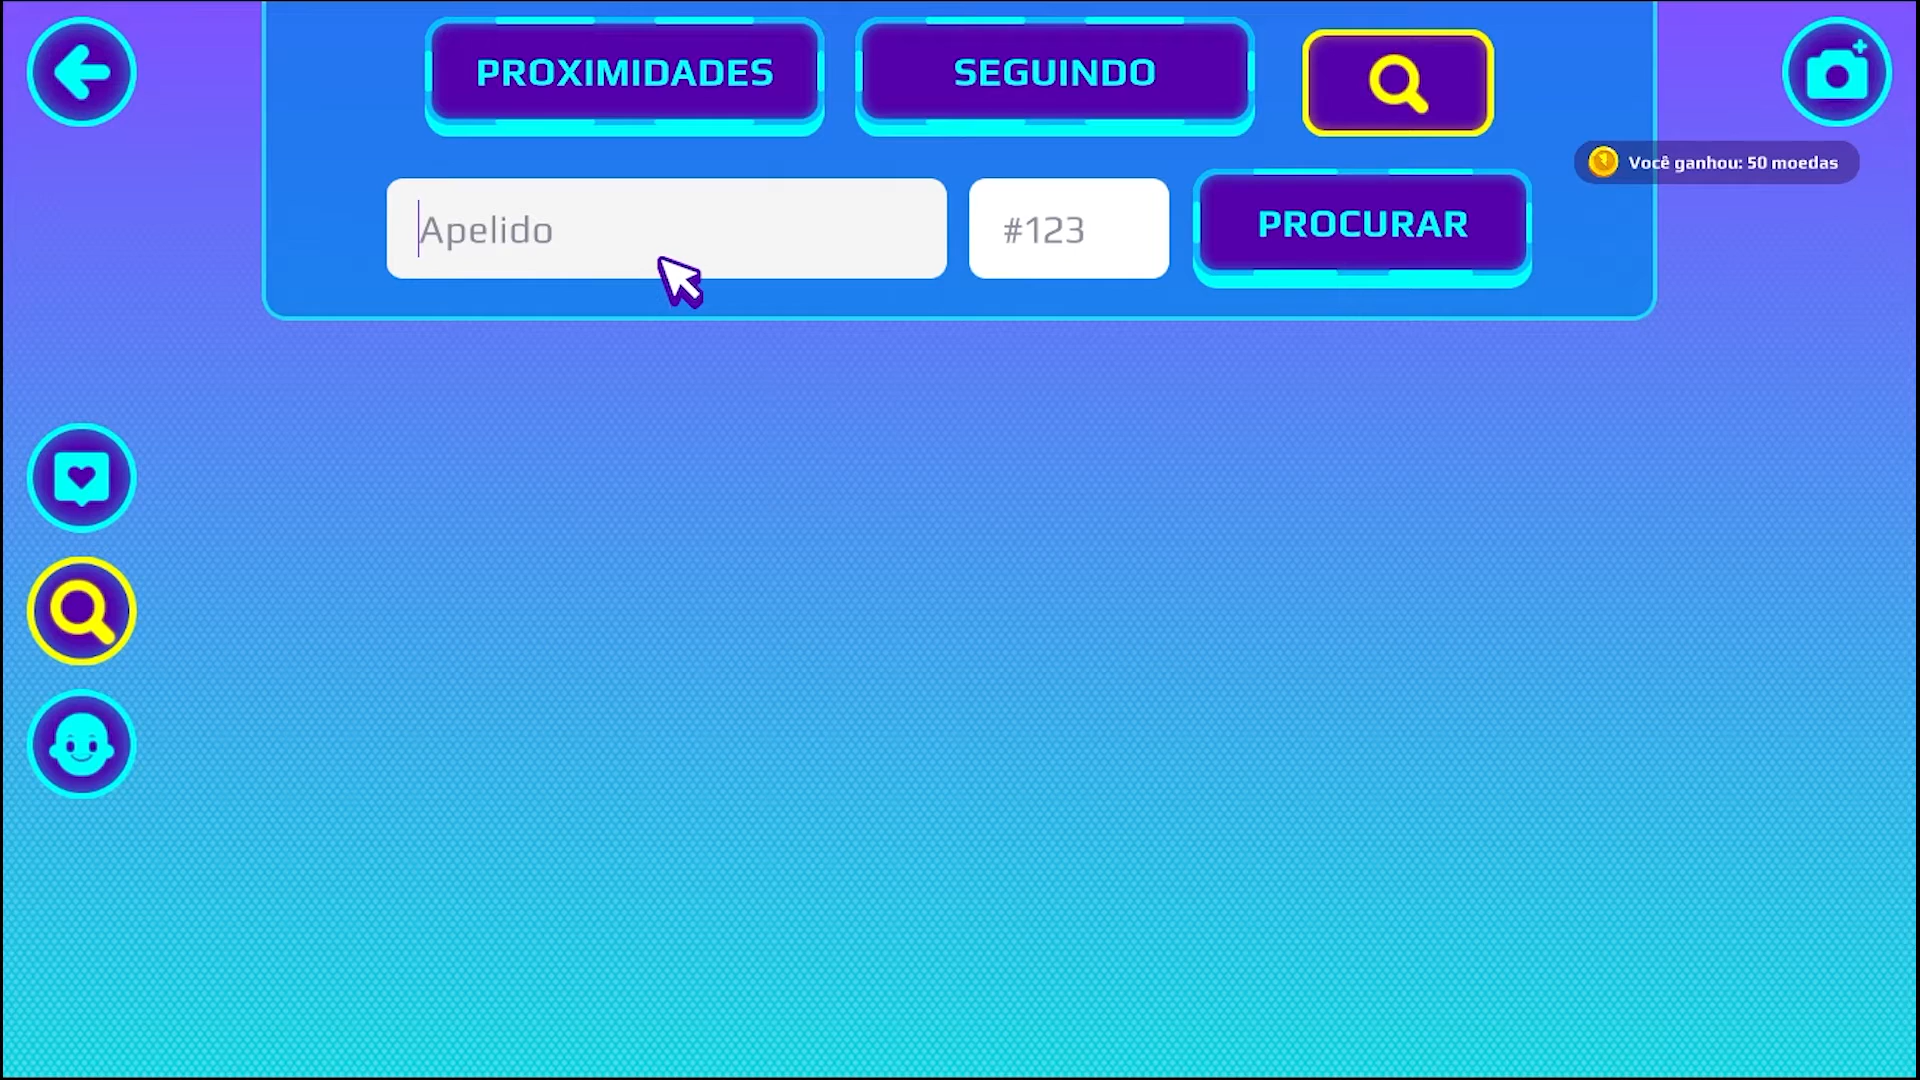 PROXIMIDADES
SEGUINDO
Você ganhou: 50 moedas
Apelido
#123
PROCURAR